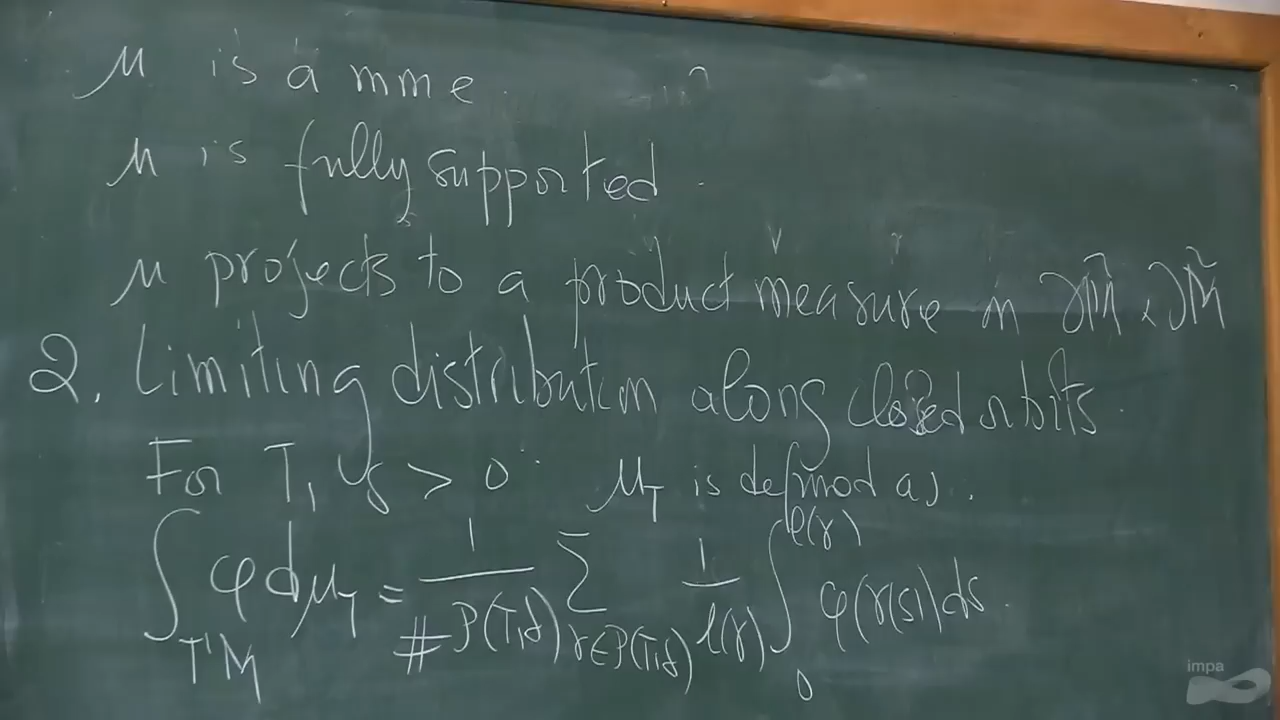 μ is a mme.
μ is fully supported.
μ projects to a product measure in ∂M̃ × ∂M̃
2. Limiting distribution along closed orbits.
For T, δ > 0: μ_T is defined as:
∫_{T¹M} φ dμ_T = 1/#P(T,δ) Σ_{γ∈P(T,δ)} 1/ℓ(γ) ∫_0^{ℓ(γ)} φ(γ(s))ds.
impa